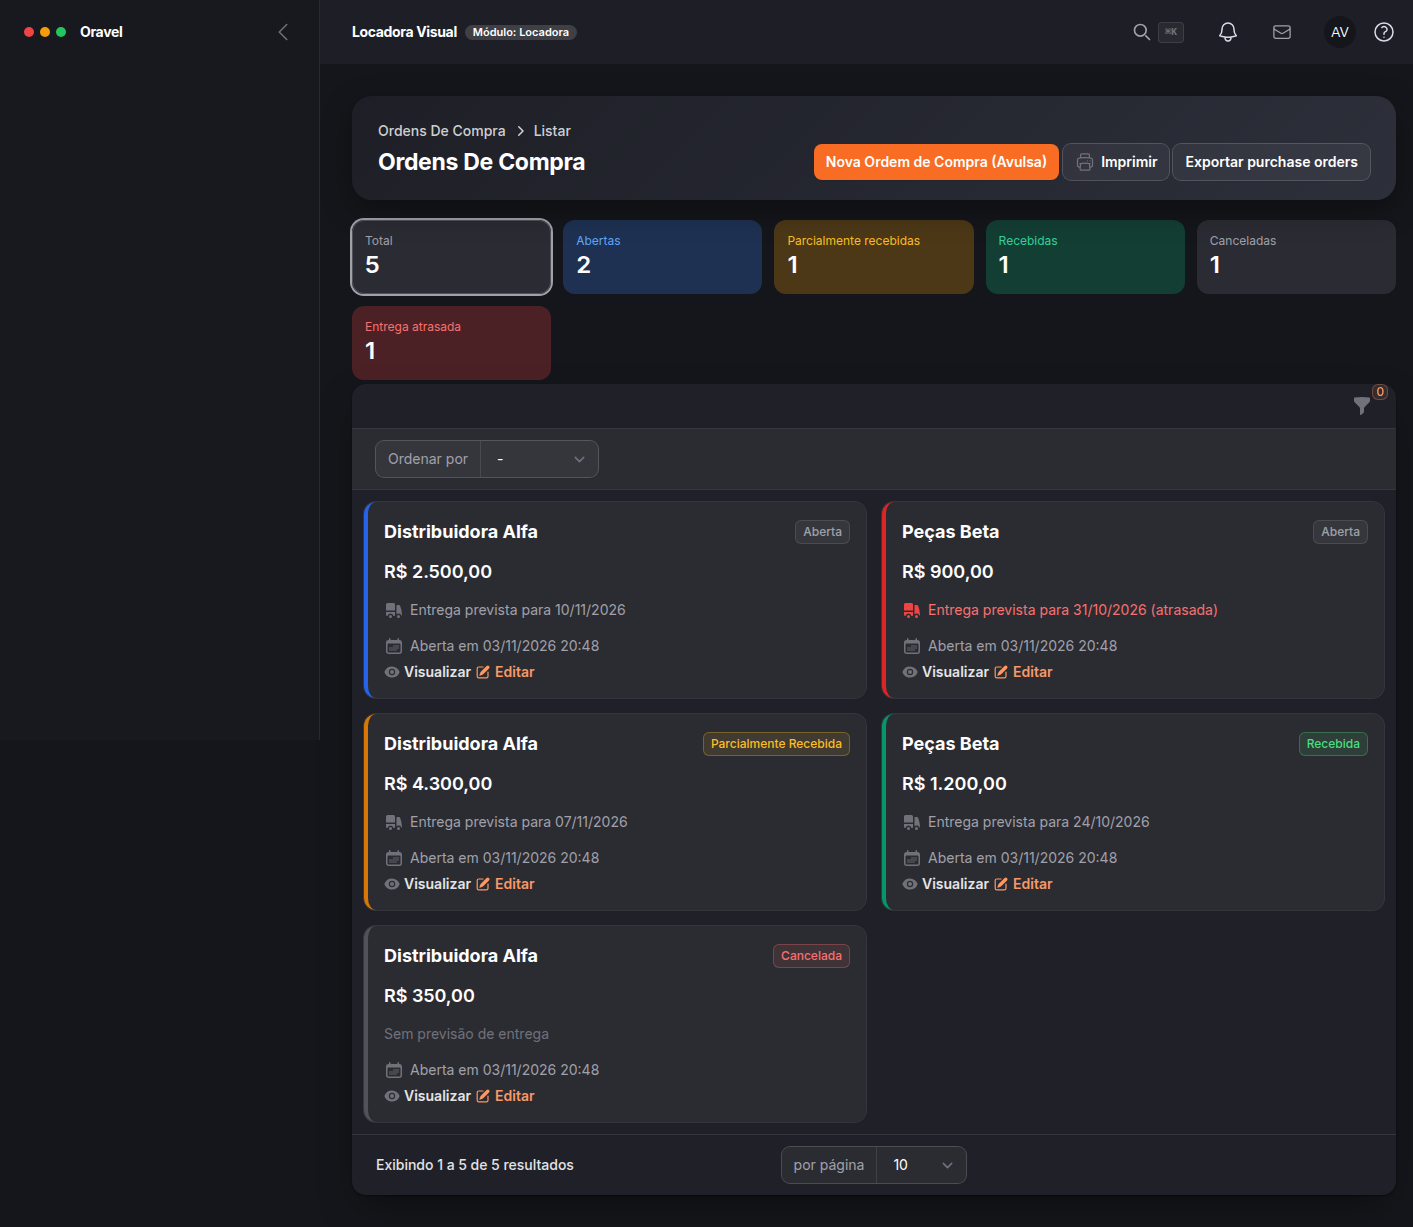 Oravel
Locadora Visual Módulo: Locadora
⌘K
AV
Ordens De Compra > Listar
Ordens De Compra
Nova Ordem de Compra (Avulsa) Imprimir Exportar purchase orders
Total
5
Abertas
2
Parcialmente recebidas
1
Recebidas
1
Canceladas
1
Entrega atrasada
1
0
Ordenar por -
Distribuidora Alfa Aberta
R$ 2.500,00
Entrega prevista para 10/11/2026
Aberta em 03/11/2026 20:48
Visualizar Editar
Peças Beta Aberta
R$ 900,00
Entrega prevista para 31/10/2026 (atrasada)
Aberta em 03/11/2026 20:48
Visualizar Editar
Distribuidora Alfa Parcialmente Recebida
R$ 4.300,00
Entrega prevista para 07/11/2026
Aberta em 03/11/2026 20:48
Visualizar Editar
Peças Beta Recebida
R$ 1.200,00
Entrega prevista para 24/10/2026
Aberta em 03/11/2026 20:48
Visualizar Editar
Distribuidora Alfa Cancelada
R$ 350,00
Sem previsão de entrega
Aberta em 03/11/2026 20:48
Visualizar Editar
Exibindo 1 a 5 de 5 resultados
por página 10